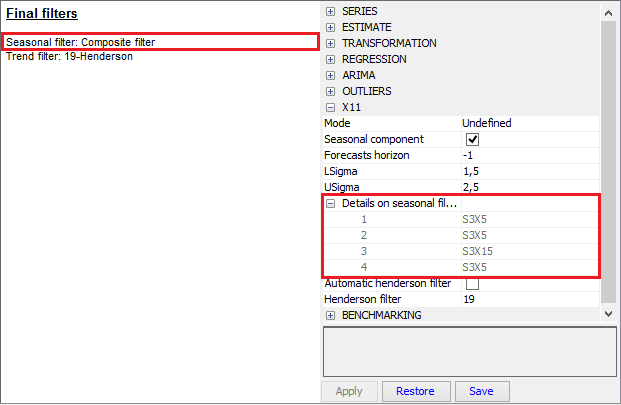 Final filters
Seasonal filter: Composite filter
Trend filter: 19-Henderson
SERIES
ESTIMATE
TRANSFORMATION
REGRESSION
ARIMA
OUTLIERS
X11
Mode Undefined
Seasonal component
Forecasts horizon -1
LSigma 1,5
USigma 2,5
Details on seasonal fil...
1 S3X5
2 S3X5
3 S3X15
4 S3X5
Automatic henderson filter
Henderson filter 19
BENCHMARKING
Apply Restore Save